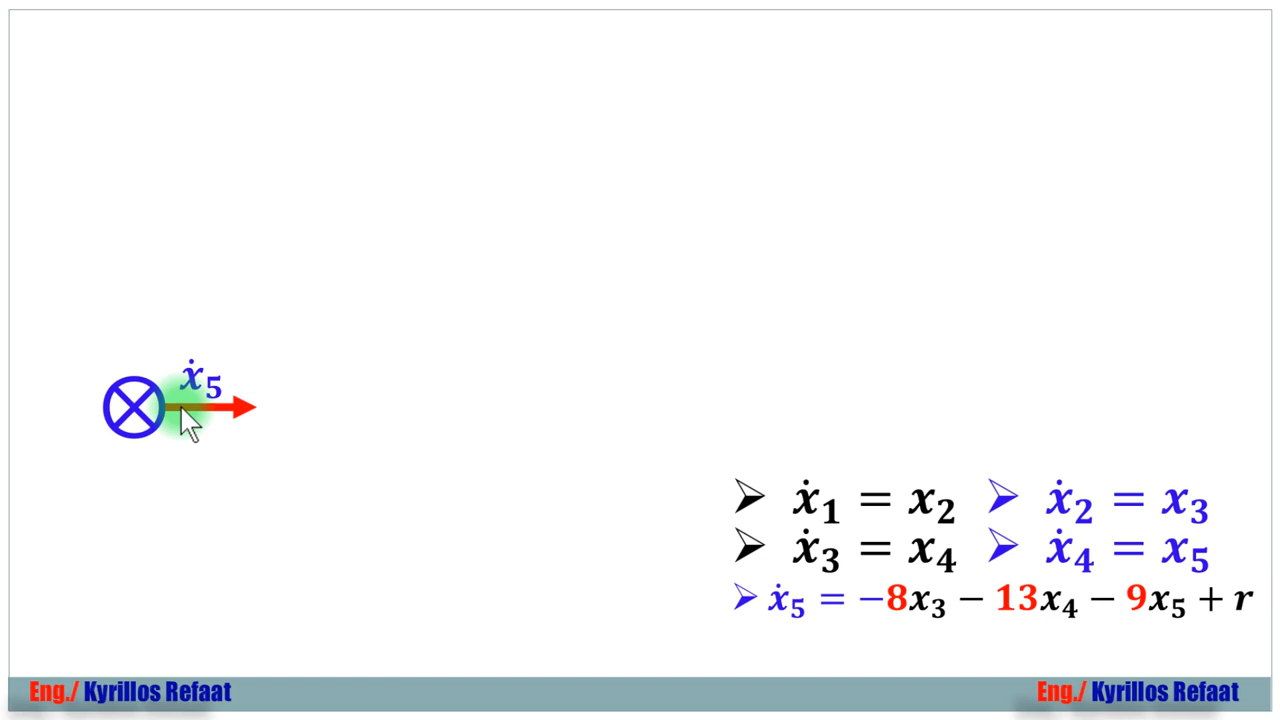 ẋ₅
➢ ẋ₁ = x₂ ➢ ẋ₂ = x₃
➢ ẋ₃ = x₄ ➢ ẋ₄ = x₅
➢ ẋ₅ = −8x₃ − 13x₄ − 9x₅ + r
Eng./ Kyrillos Refaat Eng./ Kyrillos Refaat